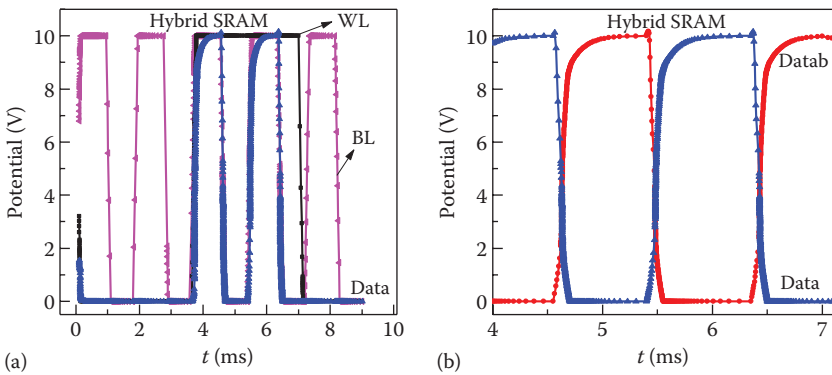 Hybrid SRAM
WL
BL
Data
Potential (V)
10
8
6
4
2
0
0 2 4 6 8 10
t (ms)
(a)
Hybrid SRAM
Datab
Data
Potential (V)
10
8
6
4
2
0
4 5 6 7
t (ms)
(b)